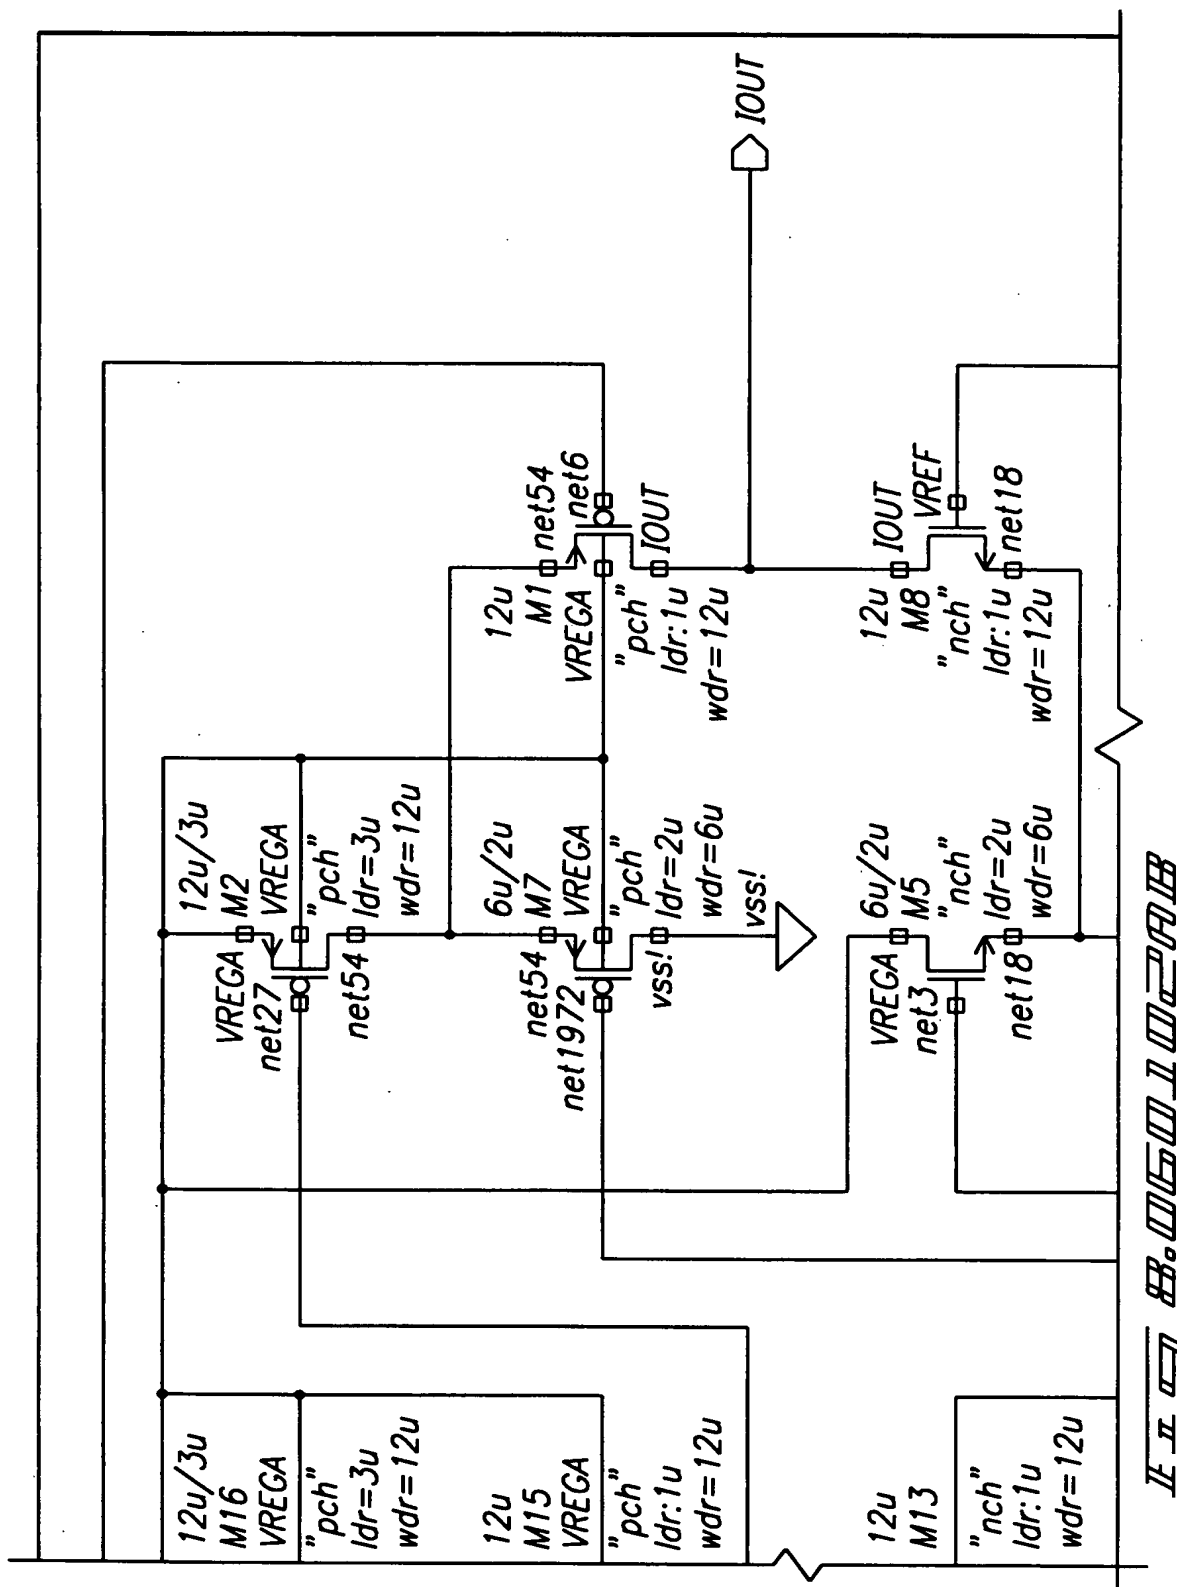 12u/3u
M16
VREGA
"pch"
ldr=3u
wdr=12u
12u
M15
VREGA
"pch"
ldr:1u
wdr=12u
12u
M13
"nch"
ldr:1u
wdr=12u
12u/3u
M2
VREGA
VREGA
net27
"pch"
ldr=3u
wdr=12u
net54
6u/2u
M7
VREGA
net54
net1972
"pch"
ldr=2u
wdr=6u
vss!
vss!
6u/2u
M5
VREGA
net3
"nch"
ldr=2u
wdr=6u
net18
12u
M1
VREGA
net54
net6
"pch"
ldr:1u
wdr=12u
IOUT
12u
M8
IOUT
VREF
"nch"
ldr:1u
wdr=12u
net18
IOUT
FIG 8.060102AB